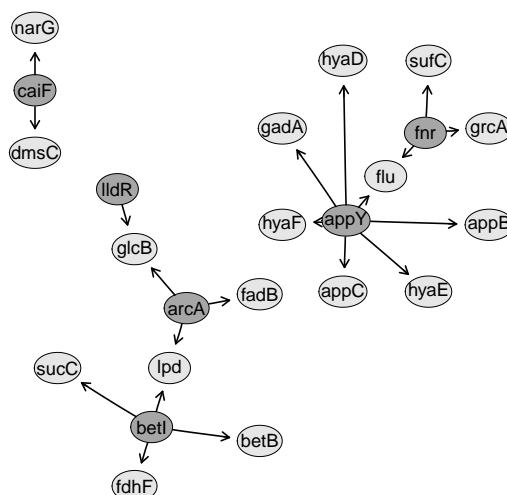 narG
hyaD
sufC
caiF
gadA
fnr
grcA
dmsC
flu
lldR
hyaF
appY
appB
glcB
appC
hyaE
fadB
arcA
sucC
lpd
betI
betB
fdhF